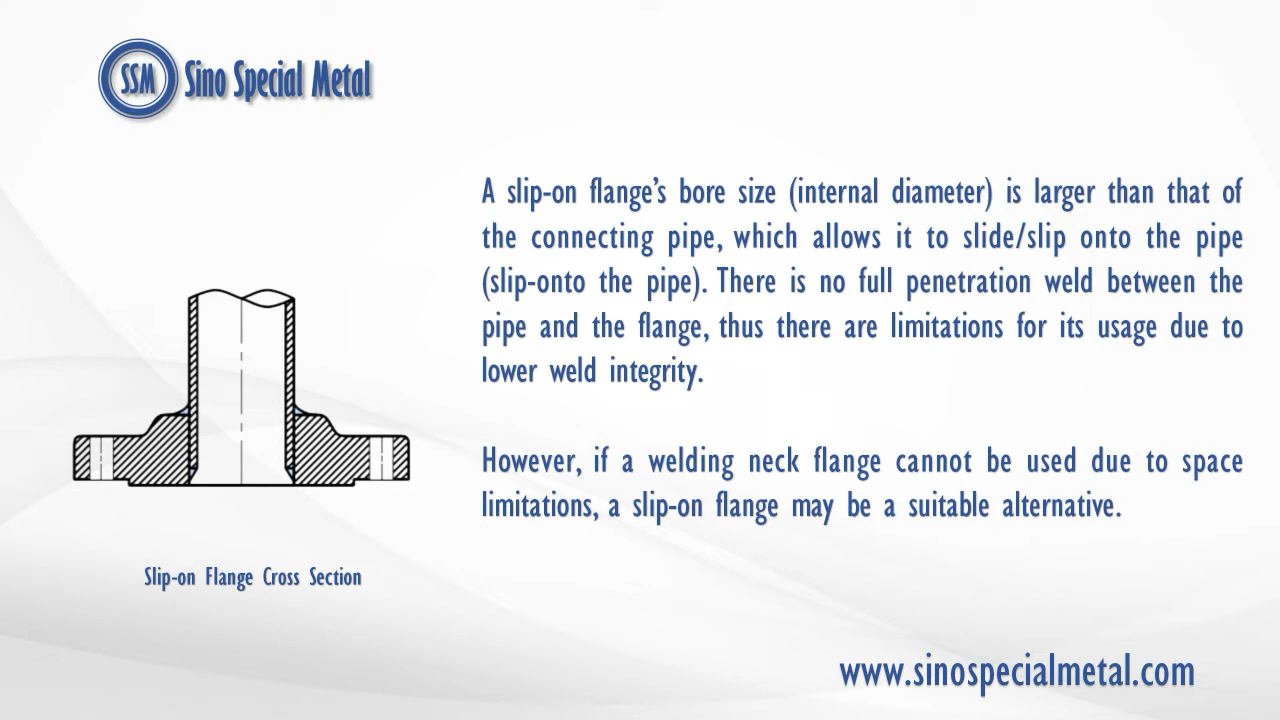 SSM Sino Special Metal
A slip-on flange’s bore size (internal diameter) is larger than that of
the connecting pipe, which allows it to slide/slip onto the pipe
(slip-onto the pipe). There is no full penetration weld between the
pipe and the flange, thus there are limitations for its usage due to
lower weld integrity.
However, if a welding neck flange cannot be used due to space
limitations, a slip-on flange may be a suitable alternative.
Slip-on Flange Cross Section
www.sinospecialmetal.com